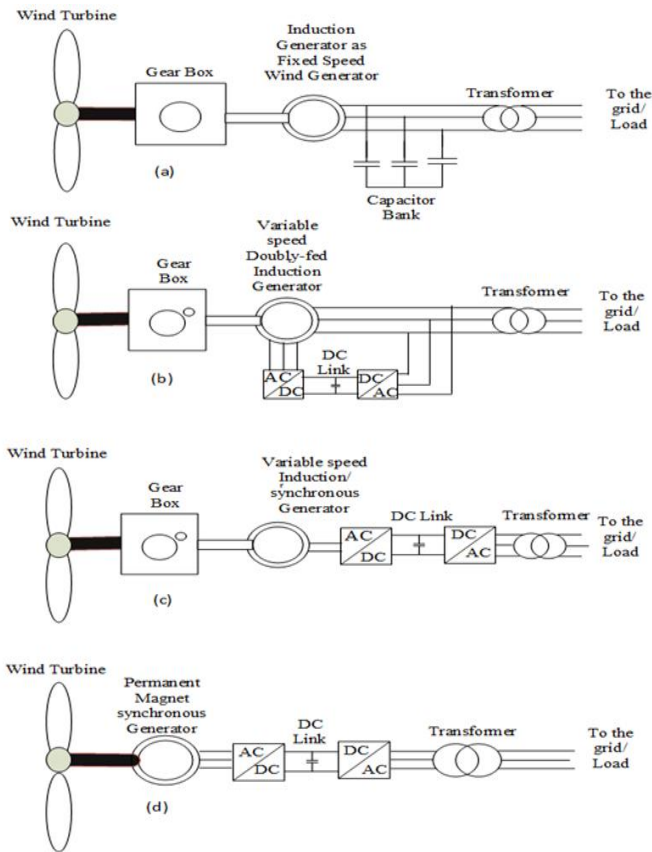 Wind Turbine
Induction
Generator as
Fixed Speed
Wind Generator
Gear Box
Transformer
To the
grid/
Load
(a)
Capacitor
Bank
Wind Turbine
Variable
speed
Doubly-fed
Induction
Generator
Gear
Box
Transformer
To the
grid/
Load
DC
Link
AC
DC
DC
AC
(b)
Wind Turbine
Variable speed
Induction/
synchronous
Generator
Gear
Box
DC Link
Transformer
To the
grid/
Load
AC
DC
DC
AC
(c)
Wind Turbine
Permanent
Magnet
synchronous
Generator
DC
Link
Transformer
To the
grid/
Load
AC
DC
DC
AC
(d)